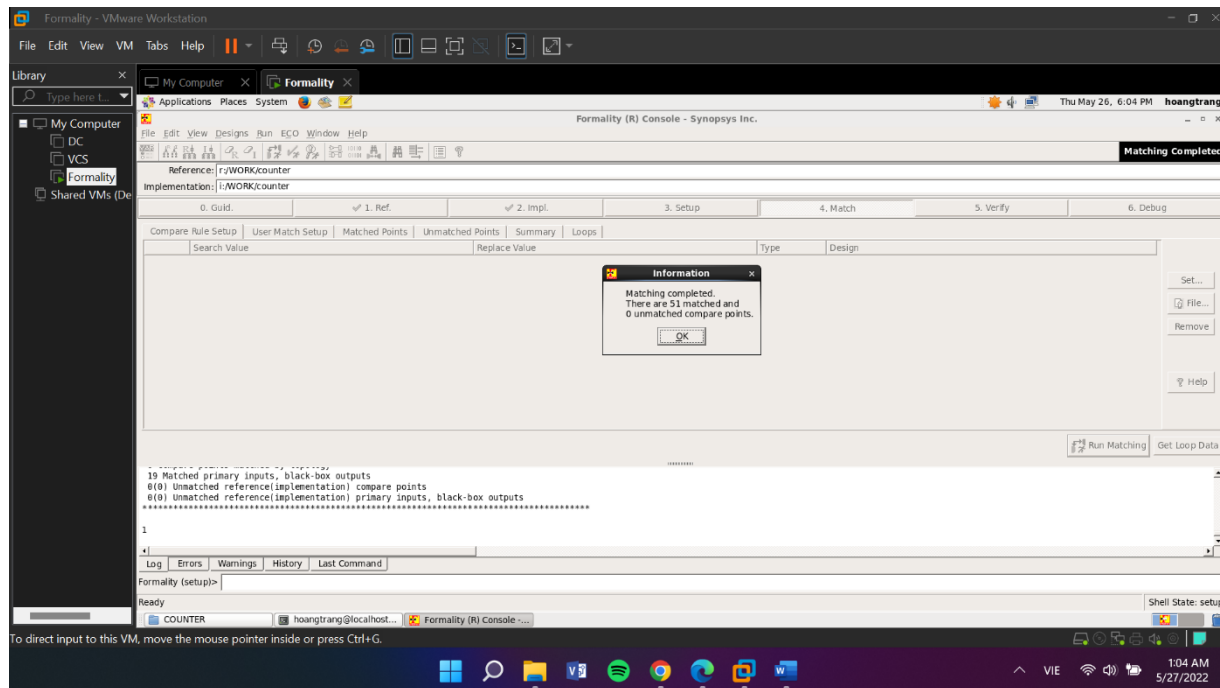 Formality - VMware Workstation
File Edit View VM Tabs Help
Library
Type here t...
My Computer
DC
VCS
Formality
Shared VMs (De
My Computer
Formality
Applications Places System
Thu May 26, 6:04 PM hoangtrang
Formality (R) Console - Synopsys Inc.
File Edit View Designs Run ECO Window Help
Matching Completed
Reference: r:/WORK/counter
Implementation: i:/WORK/counter
0. Guid. 1. Ref. 2. Impl. 3. Setup 4. Match 5. Verify 6. Debug
Compare Rule Setup User Match Setup Matched Points Unmatched Points Summary Loops
Search Value Replace Value Type Design
Information
Matching completed.
There are 51 matched and
0 unmatched compare points.
OK
Set...
File...
Remove
Help
Run Matching Get Loop Data
19 Matched primary inputs, black-box outputs
0(0) Unmatched reference(implementation) compare points
0(0) Unmatched reference(implementation) primary inputs, black-box outputs
****************************************************************************************
1
Log Errors Warnings History Last Command
Formality (setup)>
Ready
Shell State: setup
COUNTER hoangtrang@localhost... Formality (R) Console -...
To direct input to this VM, move the mouse pointer inside or press Ctrl+G.
VIE
1:04 AM
5/27/2022